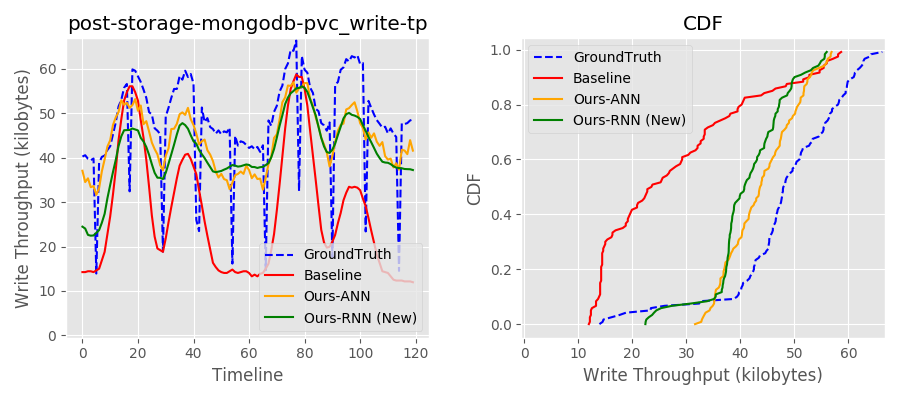 post-storage-mongodb-pvc_write-tp
Write Throughput (kilobytes)
60
50
40
30
20
10
0
0
20
40
60
80
100
120
Timeline
GroundTruth
Baseline
Ours-ANN
Ours-RNN (New)
CDF
CDF
1.0
0.8
0.6
0.4
0.2
0.0
0
10
20
30
40
50
60
Write Throughput (kilobytes)
GroundTruth
Baseline
Ours-ANN
Ours-RNN (New)